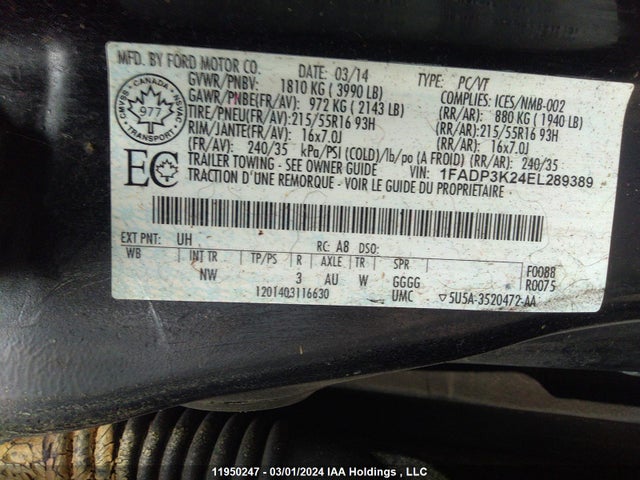 MFD. BY FORD MOTOR CO. DATE: 03/14 TYPE: PC/VT
GVWR/PNBV: 1810 KG ( 3990 LB) COMPLIES: ICES/NMB-002
GAWR/PNBE(FR/AV): 972 KG ( 2143 LB) (RR/AR): 880 KG ( 1940 LB)
TIRE/PNEU(FR/AV): 215/55R16 93H (RR/AR): 215/55R16 93H
RIM/JANTE(FR/AV): 16x7.0J (RR/AR): 16x7.0J
(FR/AV): 240/35 kPa/PSI (COLD)/lb/po (A FROID) (RR/AR): 240/35
TRAILER TOWING - SEE OWNER GUIDE VIN: 1FADP3K24EL289389
TRACTION D'UNE REMORQUE - VOIR LE GUIDE DU PROPRIETAIRE
CANADA
977
TRANSPORT
CMVSS
NSVAC
EC
EXT PNT: UH RC: A8 DSO:
WB INT TR TP/PS R AXLE TR SPR F0088
NW 3 AU W GGGG R0075
1201403116630 UMC ▽5U5A-3520472-AA
11950247 - 03/01/2024 IAA Holdings , LLC